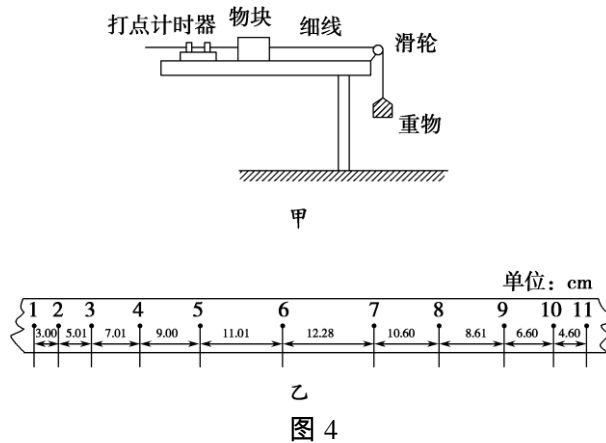 打点计时器 物块 细线 滑轮
重物
甲
单位：cm
1 2 3 4 5 6 7 8 9 10 11
3.00 5.01 7.01 9.00 11.01 12.28 10.60 8.61 6.60 4.60
乙
图 4